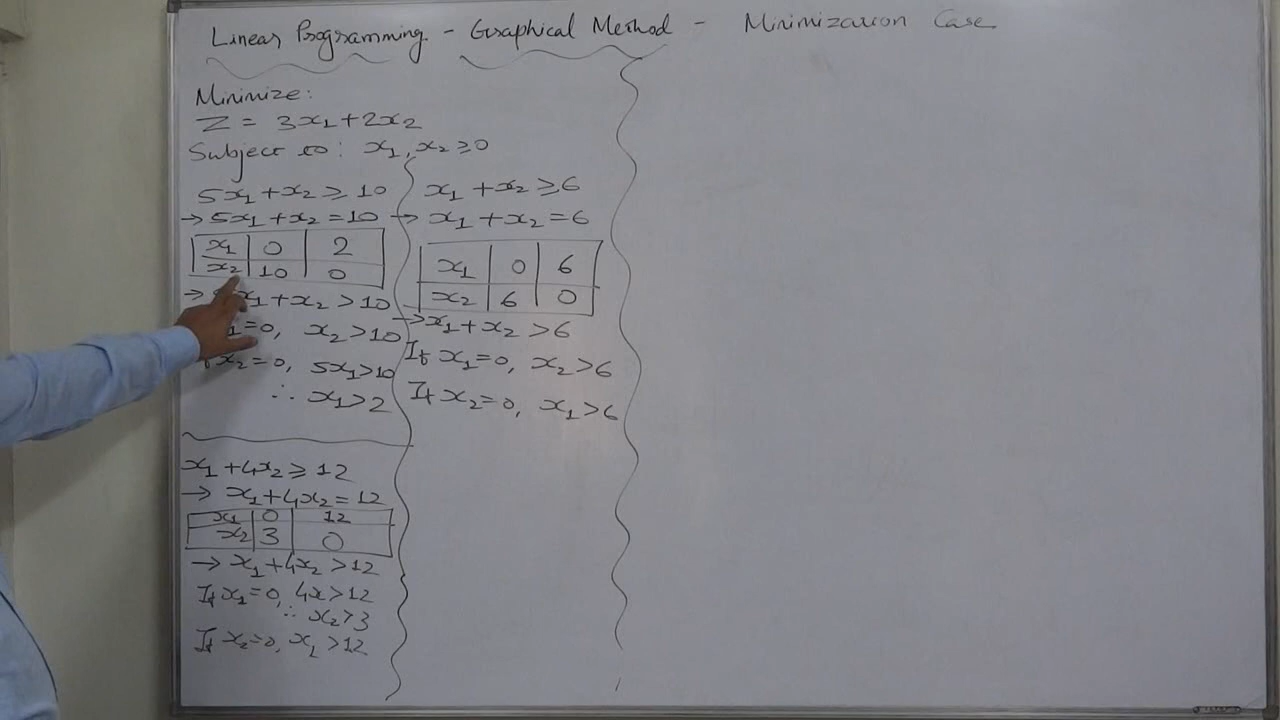 Linear Programming - Graphical Method - Minimization Case
Minimize:
Z = 3x₁+2x₂
Subject to: x₁, x₂ ≥ 0
5x₁+x₂ ≥ 10
→ 5x₁+x₂ = 10
x₁ 0 2
x₂ 10 0
→ x₁+x₂ > 10
₁=0, x₂>10
x₂=0, 5x₁>10
∴ x₁>2
x₁+x₂ ≥ 6
→ x₁+x₂ = 6
x₁ 0 6
x₂ 6 0
→ x₁+x₂ > 6
If x₁=0, x₂>6
If x₂=0, x₁>6
x₁+4x₂ ≥ 12
→ x₁+4x₂ = 12
x₁ 0 12
x₂ 3 0
→ x₁+4x₂ > 12
If x₁=0, 4x>12
∴ x₂>3
If x₂=0, x₁>12